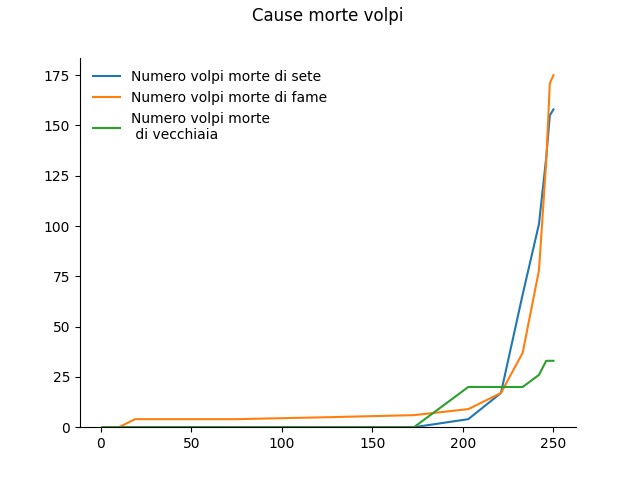 Cause morte volpi
Numero volpi morte di sete
Numero volpi morte di fame
Numero volpi morte
di vecchiaia
175
150
125
100
75
50
25
0
0 50 100 150 200 250